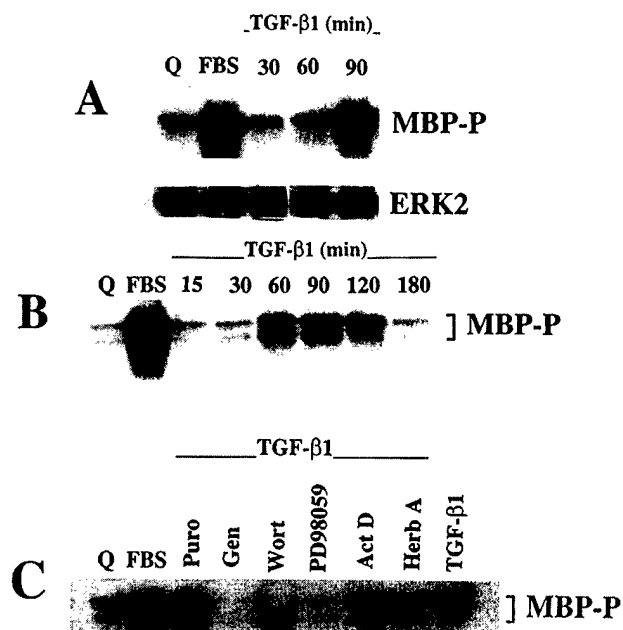 TGF-β1 (min)
Q FBS 30 60 90
A
MBP-P
ERK2
TGF-β1 (min)
Q FBS 15 30 60 90 120 180
B
MBP-P
TGF-β1
Q FBS Puro Gen Wort PD98059 Act D Herb A TGF-β1
C
MBP-P